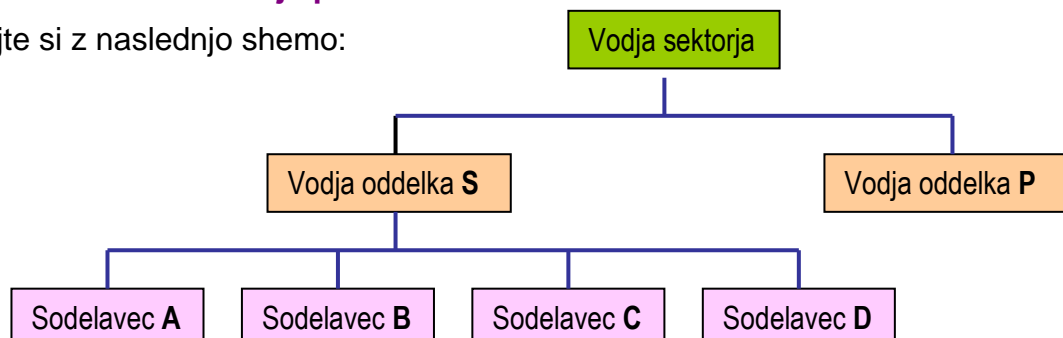 jte si z naslednjo shemo:
Vodja sektorja
Vodja oddelka S
Vodja oddelka P
Sodelavec A
Sodelavec B
Sodelavec C
Sodelavec D